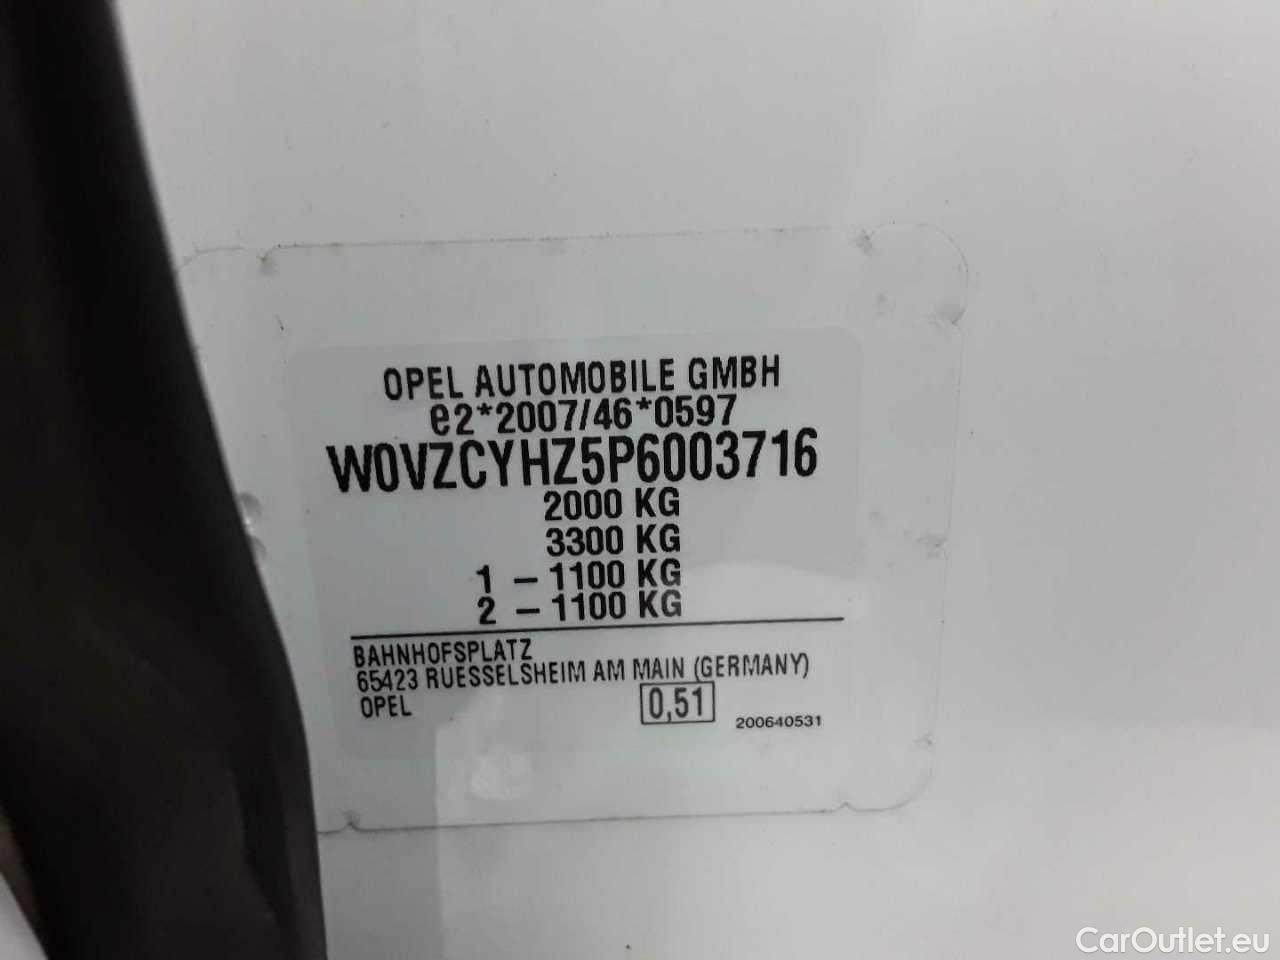 OPEL AUTOMOBILE GMBH
e2*2007/46*0597
W0VZCYHZ5P6003716
2000 KG
3300 KG
1 – 1100 KG
2 – 1100 KG
BAHNHOFSPLATZ
65423 RUESSELSHEIM AM MAIN (GERMANY)
OPEL
0,51
200640531
CarOutlet.eu